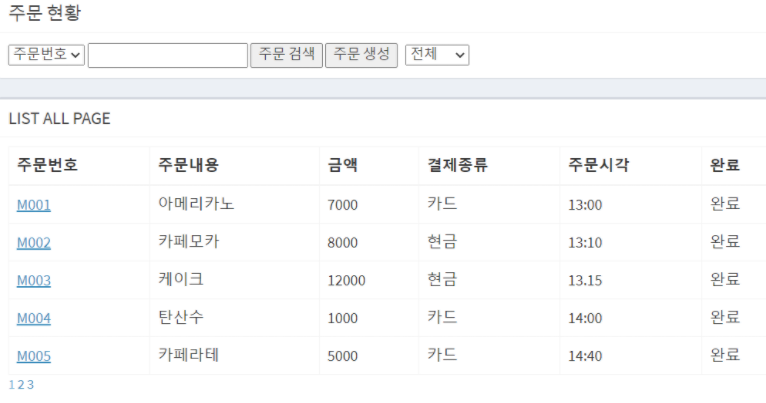 주문 현황
주문번호 주문 검색 주문 생성 전체
LIST ALL PAGE
주문번호 주문내용 금액 결제종류 주문시각 완료
M001 아메리카노 7000 카드 13:00 완료
M002 카페모카 8000 현금 13:10 완료
M003 케이크 12000 현금 13.15 완료
M004 탄산수 1000 카드 14:00 완료
M005 카페라테 5000 카드 14:40 완료
1 2 3